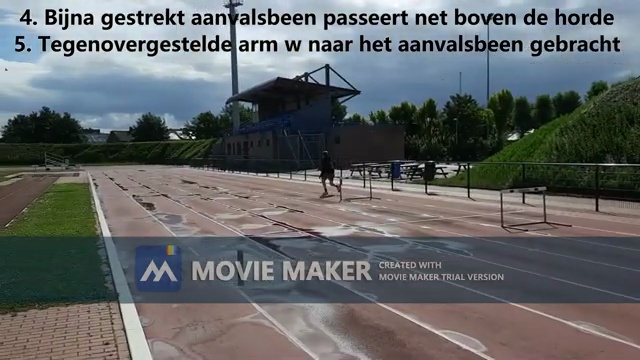 4. Bijna gestrekt aanvalsbeen passeert net boven de horde
5. Tegenovergestelde arm w naar het aanvalsbeen gebracht
MOVIE MAKER
CREATED WITH
MOVIE MAKER TRIAL VERSION